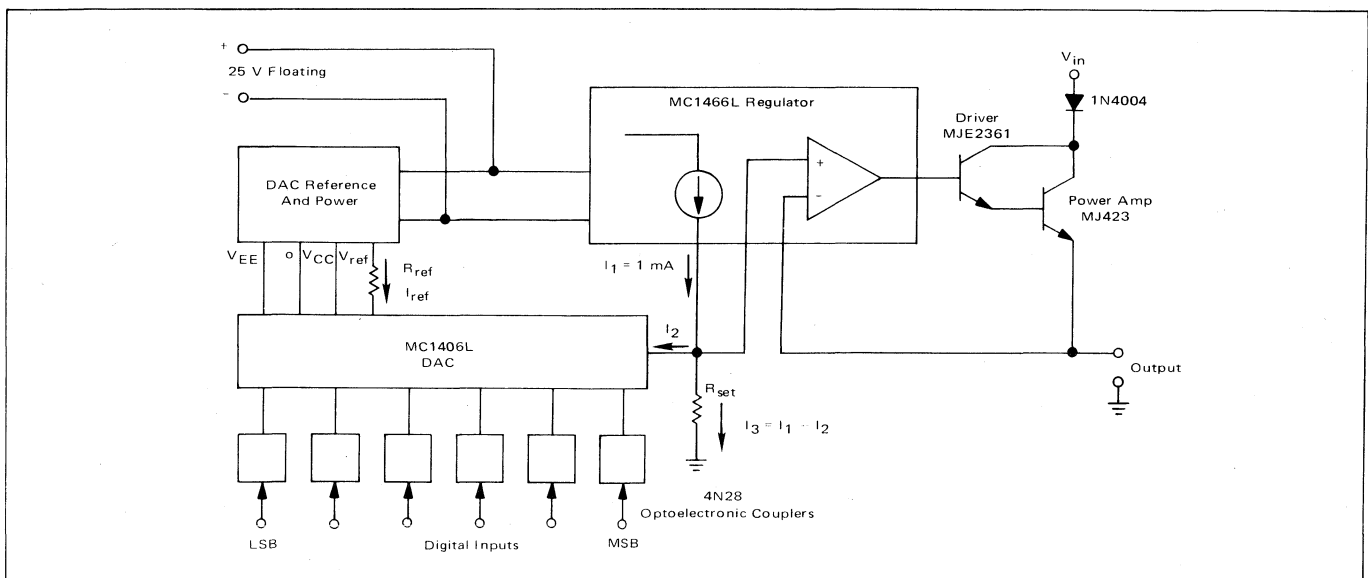 +
25 V Floating
−
MC1466L Regulator
Vin
1N4004
Driver
MJE2361
DAC Reference
And Power
+
−
Power Amp
MJ423
VEE
o
VCC
Vref
Rref
Iref
I1 = 1 mA
I2
MC1406L
DAC
Rset
I3 = I1 - I2
Output
4N28
Optoelectronic Couplers
LSB
Digital Inputs
MSB